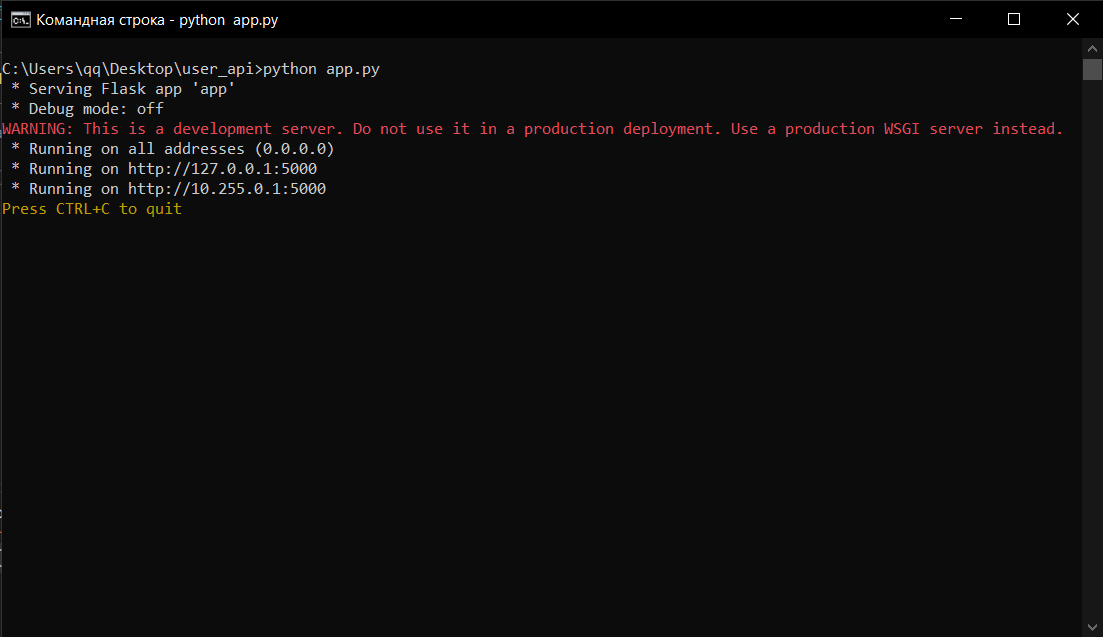 Командная строка - python  app.py
C:\Users\qq\Desktop\user_api>python app.py
 * Serving Flask app 'app'
 * Debug mode: off
WARNING: This is a development server. Do not use it in a production deployment. Use a production WSGI server instead.
 * Running on all addresses (0.0.0.0)
 * Running on http://127.0.0.1:5000
 * Running on http://10.255.0.1:5000
Press CTRL+C to quit